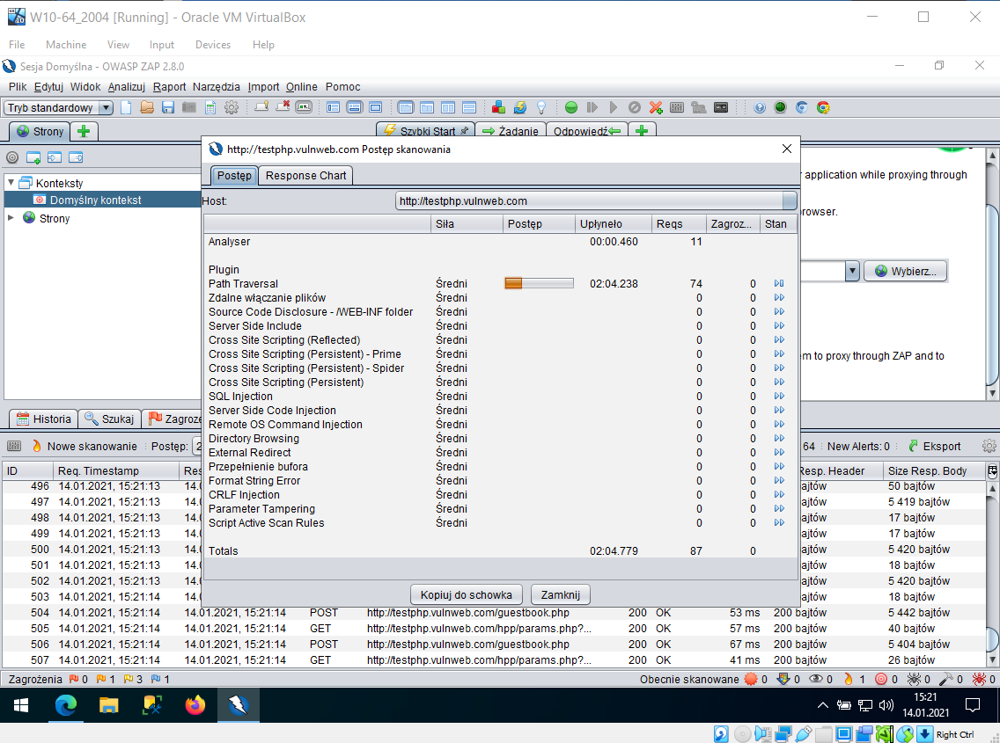 W10-64_2004 [Running] - Oracle VM VirtualBox
File Machine View Input Devices Help
Sesja Domyślna - OWASP ZAP 2.8.0
Plik Edytuj Widok Analizuj Raport Narzędzia Import Online Pomoc
Tryb standardowy
Strony
Szybki Start Żądanie Odpowiedź
http://testphp.vulnweb.com Postęp skanowania
Postęp Response Chart
Host: http://testphp.vulnweb.com
Konteksty
Domyślny kontekst
Strony
application while proxying through
browser.
Wybierz...
em to proxy through ZAP and to
Siła Postęp Upłynęło Reqs Zagroz... Stan
Analyser 00:00.460 11
Plugin
Path Traversal Średni 02:04.238 74 0
Zdalne włączanie plików Średni 0 0
Source Code Disclosure - /WEB-INF folder Średni 0 0
Server Side Include Średni 0 0
Cross Site Scripting (Reflected) Średni 0 0
Cross Site Scripting (Persistent) - Prime Średni 0 0
Cross Site Scripting (Persistent) - Spider Średni 0 0
Cross Site Scripting (Persistent) Średni 0 0
SQL Injection Średni 0 0
Server Side Code Injection Średni 0 0
Remote OS Command Injection Średni 0 0
Directory Browsing Średni 0 0
External Redirect Średni 0 0
Przepełnienie bufora Średni 0 0
Format String Error Średni 0 0
CRLF Injection Średni 0 0
Parameter Tampering Średni 0 0
Script Active Scan Rules Średni 0 0
Totals 02:04.779 87 0
Kopiuj do schowka Zamknij
Historia Szukaj Zagroże
Nowe skanowanie Postęp: 2 64 New Alerts: 0 Eksport
ID Req. Timestamp Res Resp. Header Size Resp. Body
496 14.01.2021, 15:21:13 14.0 ajtów 50 bajtów
497 14.01.2021, 15:21:13 14.0 ajtów 5 419 bajtów
498 14.01.2021, 15:21:13 14.0 ajtów 17 bajtów
499 14.01.2021, 15:21:13 14.0 ajtów 17 bajtów
500 14.01.2021, 15:21:13 14.0 ajtów 5 420 bajtów
501 14.01.2021, 15:21:13 14.0 ajtów 18 bajtów
502 14.01.2021, 15:21:13 14.0 ajtów 5 420 bajtów
503 14.01.2021, 15:21:14 14.0 ajtów 18 bajtów
504 14.01.2021, 15:21:14 14.01.2021, 15:21:14 POST http://testphp.vulnweb.com/guestbook.php 200 OK 53 ms 200 bajtów 5 442 bajtów
505 14.01.2021, 15:21:14 14.01.2021, 15:21:14 GET http://testphp.vulnweb.com/hpp/params.php?... 200 OK 57 ms 200 bajtów 40 bajtów
506 14.01.2021, 15:21:14 14.01.2021, 15:21:14 POST http://testphp.vulnweb.com/guestbook.php 200 OK 67 ms 200 bajtów 5 404 bajtów
507 14.01.2021, 15:21:14 14.01.2021, 15:21:14 GET http://testphp.vulnweb.com/hpp/params.php?... 200 OK 41 ms 200 bajtów 26 bajtów
Zagrożenia 0 1 3 1 Obecnie skanowane 0 0 0 1 0 0 0 0
15:21
14.01.2021
Right Ctrl